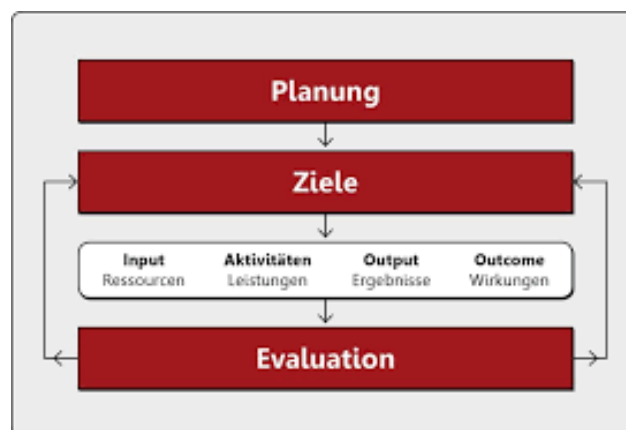 Planung
Ziele
Input Aktivitäten Output Outcome
Ressourcen Leistungen Ergebnisse Wirkungen
Evaluation